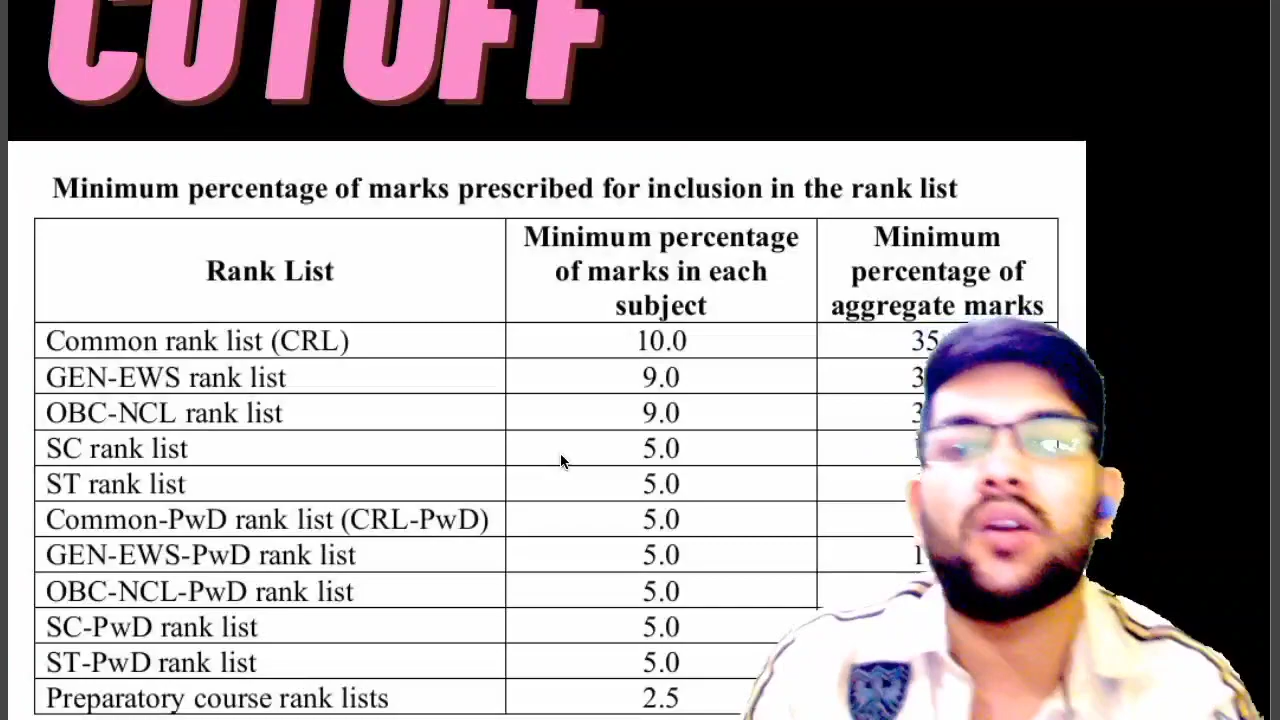 CUTOFF
Minimum percentage of marks prescribed for inclusion in the rank list
Rank List
Minimum percentage
of marks in each
subject
Minimum
percentage of
aggregate marks
Common rank list (CRL) 10.0 35
GEN-EWS rank list 9.0 3
OBC-NCL rank list 9.0 3
SC rank list 5.0
ST rank list 5.0
Common-PwD rank list (CRL-PwD) 5.0
GEN-EWS-PwD rank list 5.0 1
OBC-NCL-PwD rank list 5.0
SC-PwD rank list 5.0
ST-PwD rank list 5.0
Preparatory course rank lists 2.5